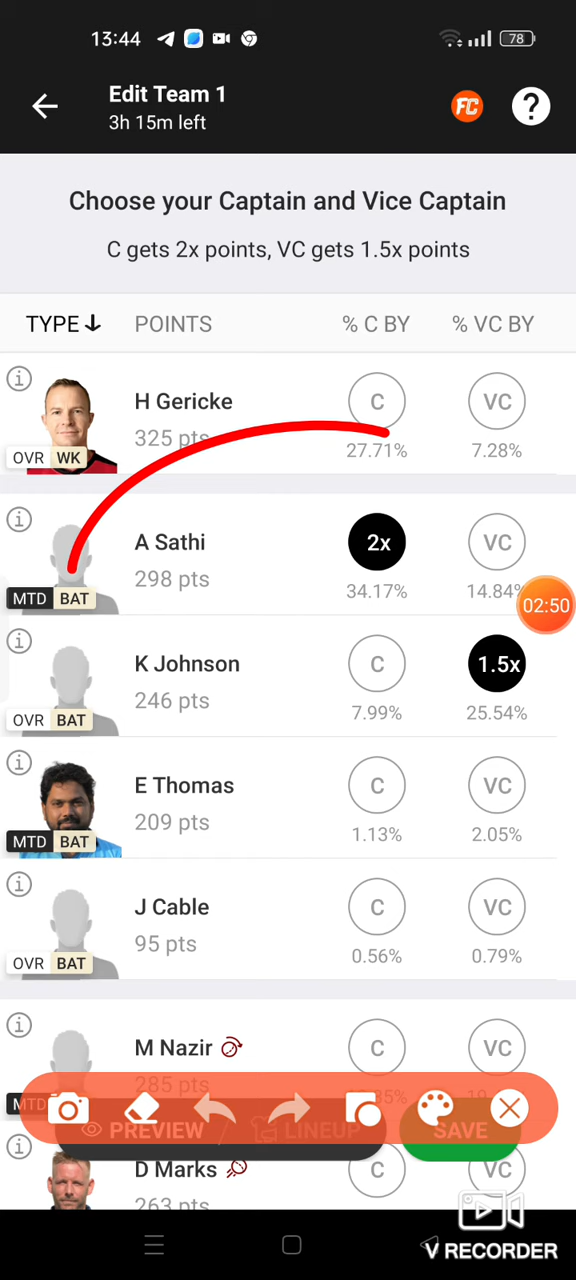 13:44
78
Edit Team 1
3h 15m left
FC
?
Choose your Captain and Vice Captain
C gets 2x points, VC gets 1.5x points
TYPE POINTS % C BY % VC BY
H Gericke C VC
325 pts 27.71% 7.28%
OVR WK
A Sathi 2x VC
298 pts 34.17% 14.84%
MTD BAT
02:50
K Johnson C 1.5x
246 pts 7.99% 25.54%
OVR BAT
E Thomas C VC
209 pts 1.13% 2.05%
MTD BAT
J Cable C VC
95 pts 0.56% 0.79%
OVR BAT
M Nazir C VC
285 pts
MTD
PREVIEW / LINEUP SAVE
D Marks C VC
263 pts
V RECORDER